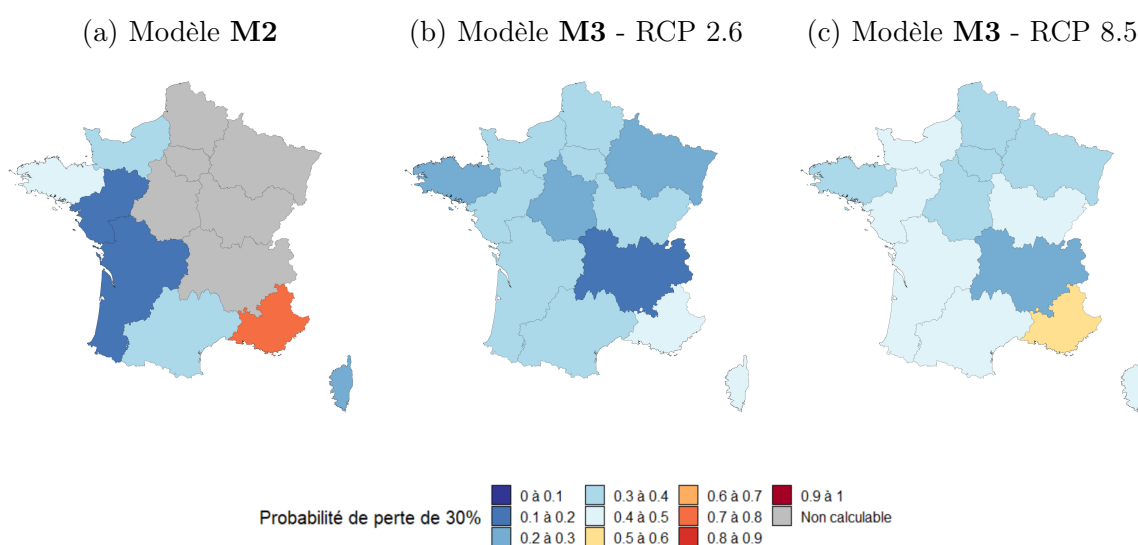 (a) Modèle M2
(b) Modèle M3 - RCP 2.6
(c) Modèle M3 - RCP 8.5
Probabilité de perte de 30%
0 à 0.1
0.1 à 0.2
0.2 à 0.3
0.3 à 0.4
0.4 à 0.5
0.5 à 0.6
0.6 à 0.7
0.7 à 0.8
0.8 à 0.9
0.9 à 1
Non calculable